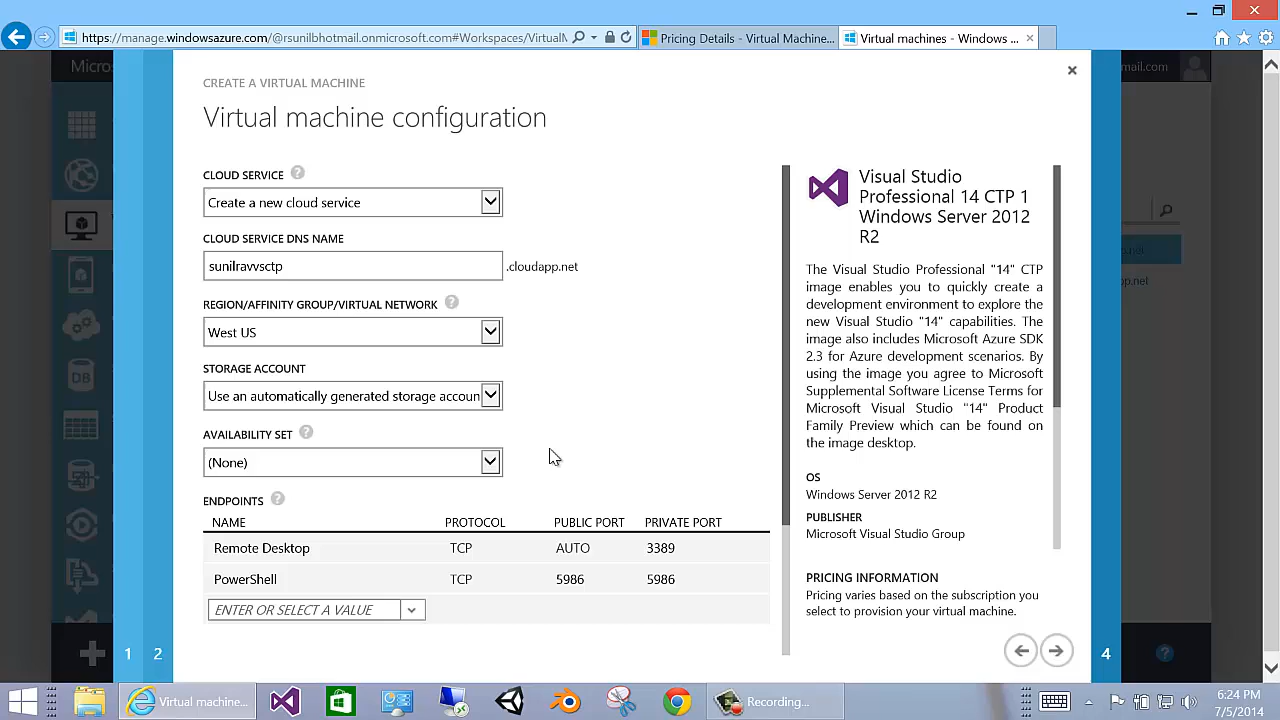 https://manage.windowsazure.com/@rsunilbhotmail.onmicrosoft.com#Workspaces/VirtualM
Pricing Details - Virtual Machine...
Virtual machines - Windows ...
Micro
mail.com
CREATE A VIRTUAL MACHINE
Virtual machine configuration
CLOUD SERVICE ?
Create a new cloud service
CLOUD SERVICE DNS NAME
sunilravvsctp .cloudapp.net
REGION/AFFINITY GROUP/VIRTUAL NETWORK ?
West US
STORAGE ACCOUNT
Use an automatically generated storage accoun
AVAILABILITY SET ?
(None)
ENDPOINTS ?
NAME PROTOCOL PUBLIC PORT PRIVATE PORT
Remote Desktop TCP AUTO 3389
PowerShell TCP 5986 5986
ENTER OR SELECT A VALUE
Visual Studio
Professional 14 CTP 1
Windows Server 2012
R2
The Visual Studio Professional "14" CTP
image enables you to quickly create a
development environment to explore the
new Visual Studio "14" capabilities. The
image also includes Microsoft Azure SDK
2.3 for Azure development scenarios. By
using the image you agree to Microsoft
Supplemental Software License Terms for
Microsoft Visual Studio "14" Product
Family Preview which can be found on
the image desktop.
OS
Windows Server 2012 R2
PUBLISHER
Microsoft Visual Studio Group
PRICING INFORMATION
Pricing varies based on the subscription you
select to provision your virtual machine.
DB
1 2
4
?
Virtual machine...
Recording...
6:24 PM
7/5/2014